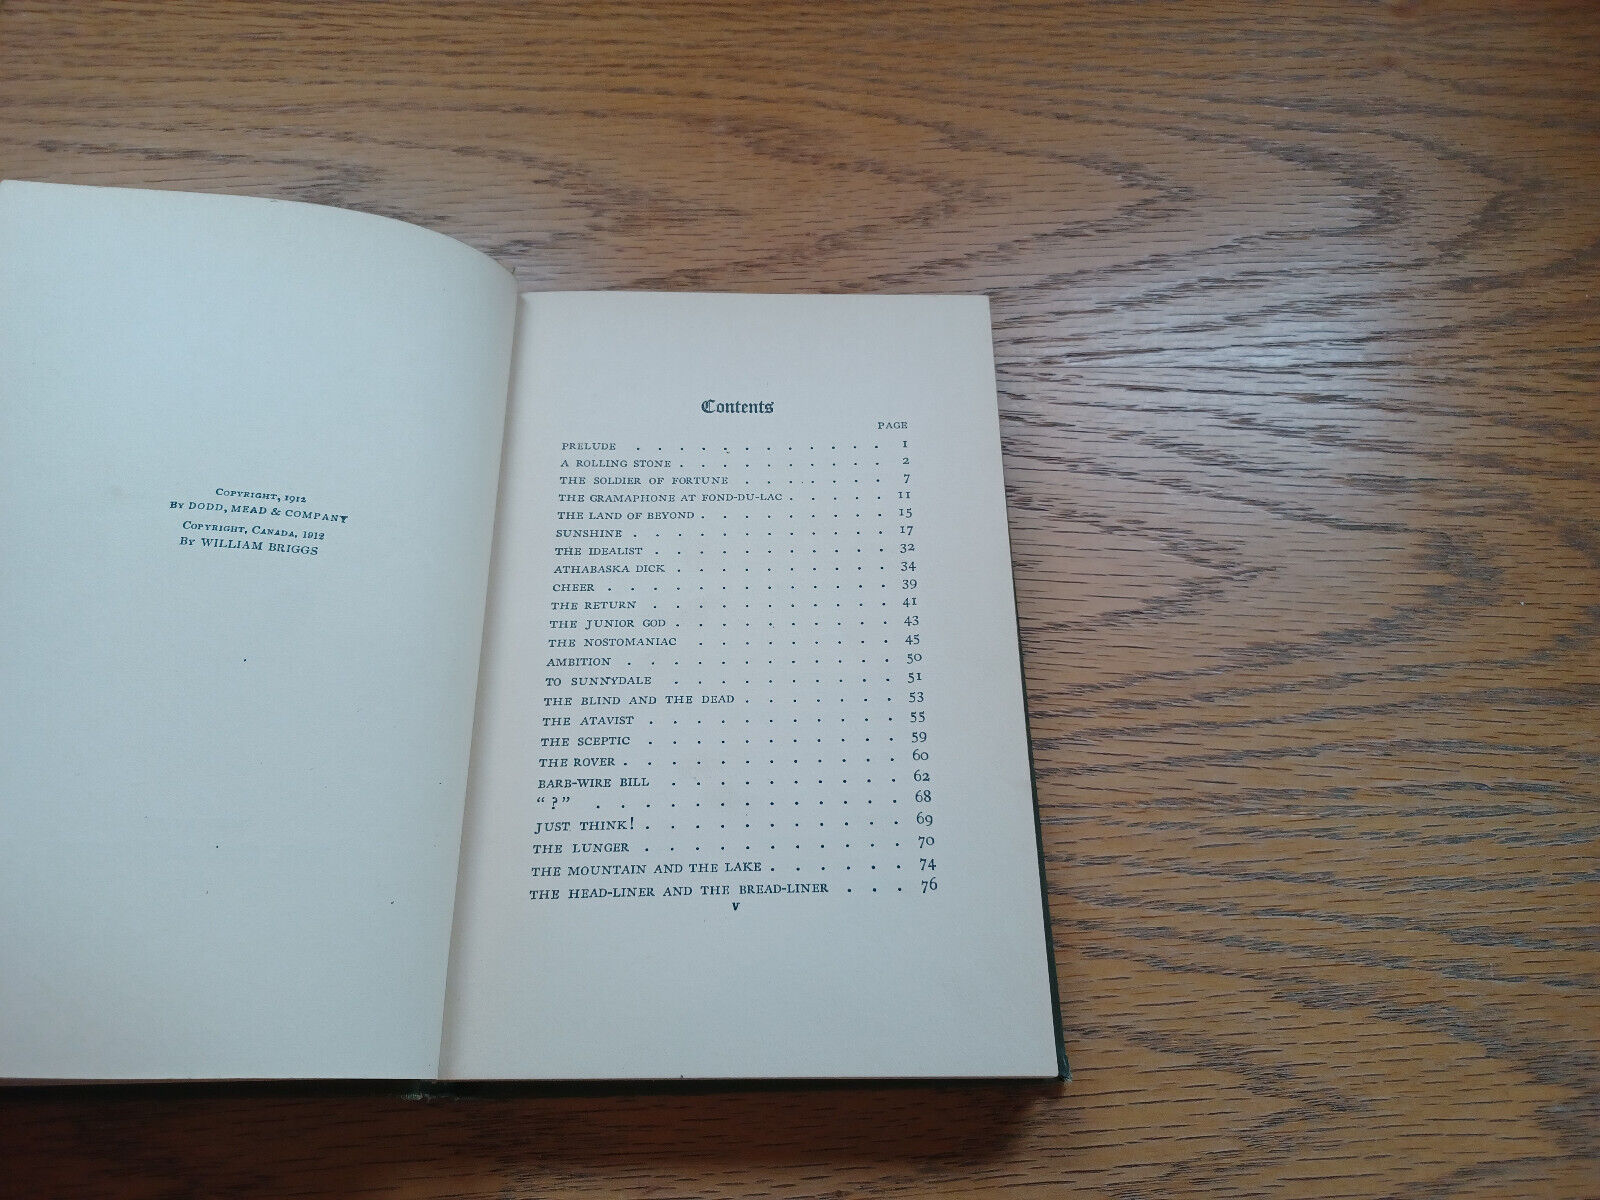 Copyright, 1912
By DODD, MEAD & COMPANY
Copyright, Canada, 1912
By WILLIAM BRIGGS
Contents
PAGE
PRELUDE . . . . . . . . . . . . 1
A ROLLING STONE . . . . . . . . . . 2
THE SOLDIER OF FORTUNE . . . . . . . 7
THE GRAMAPHONE AT FOND-DU-LAC . . . . . 11
THE LAND OF BEYOND . . . . . . . . . 15
SUNSHINE . . . . . . . . . . . . 17
THE IDEALIST . . . . . . . . . . . 32
ATHABASKA DICK . . . . . . . . . . 34
CHEER . . . . . . . . . . . . . 39
THE RETURN . . . . . . . . . . . 41
THE JUNIOR GOD . . . . . . . . . . 43
THE NOSTOMANIAC . . . . . . . . . 45
AMBITION . . . . . . . . . . . . 50
TO SUNNYDALE . . . . . . . . . . 51
THE BLIND AND THE DEAD . . . . . . . 53
THE ATAVIST . . . . . . . . . . . 55
THE SCEPTIC . . . . . . . . . . . 59
THE ROVER . . . . . . . . . . . . 60
BARB-WIRE BILL . . . . . . . . . . 62
“ ? ” . . . . . . . . . . . . . 68
JUST THINK! . . . . . . . . . . . 69
THE LUNGER . . . . . . . . . . . 70
THE MOUNTAIN AND THE LAKE . . . . . . 74
THE HEAD-LINER AND THE BREAD-LINER . . . 76
V